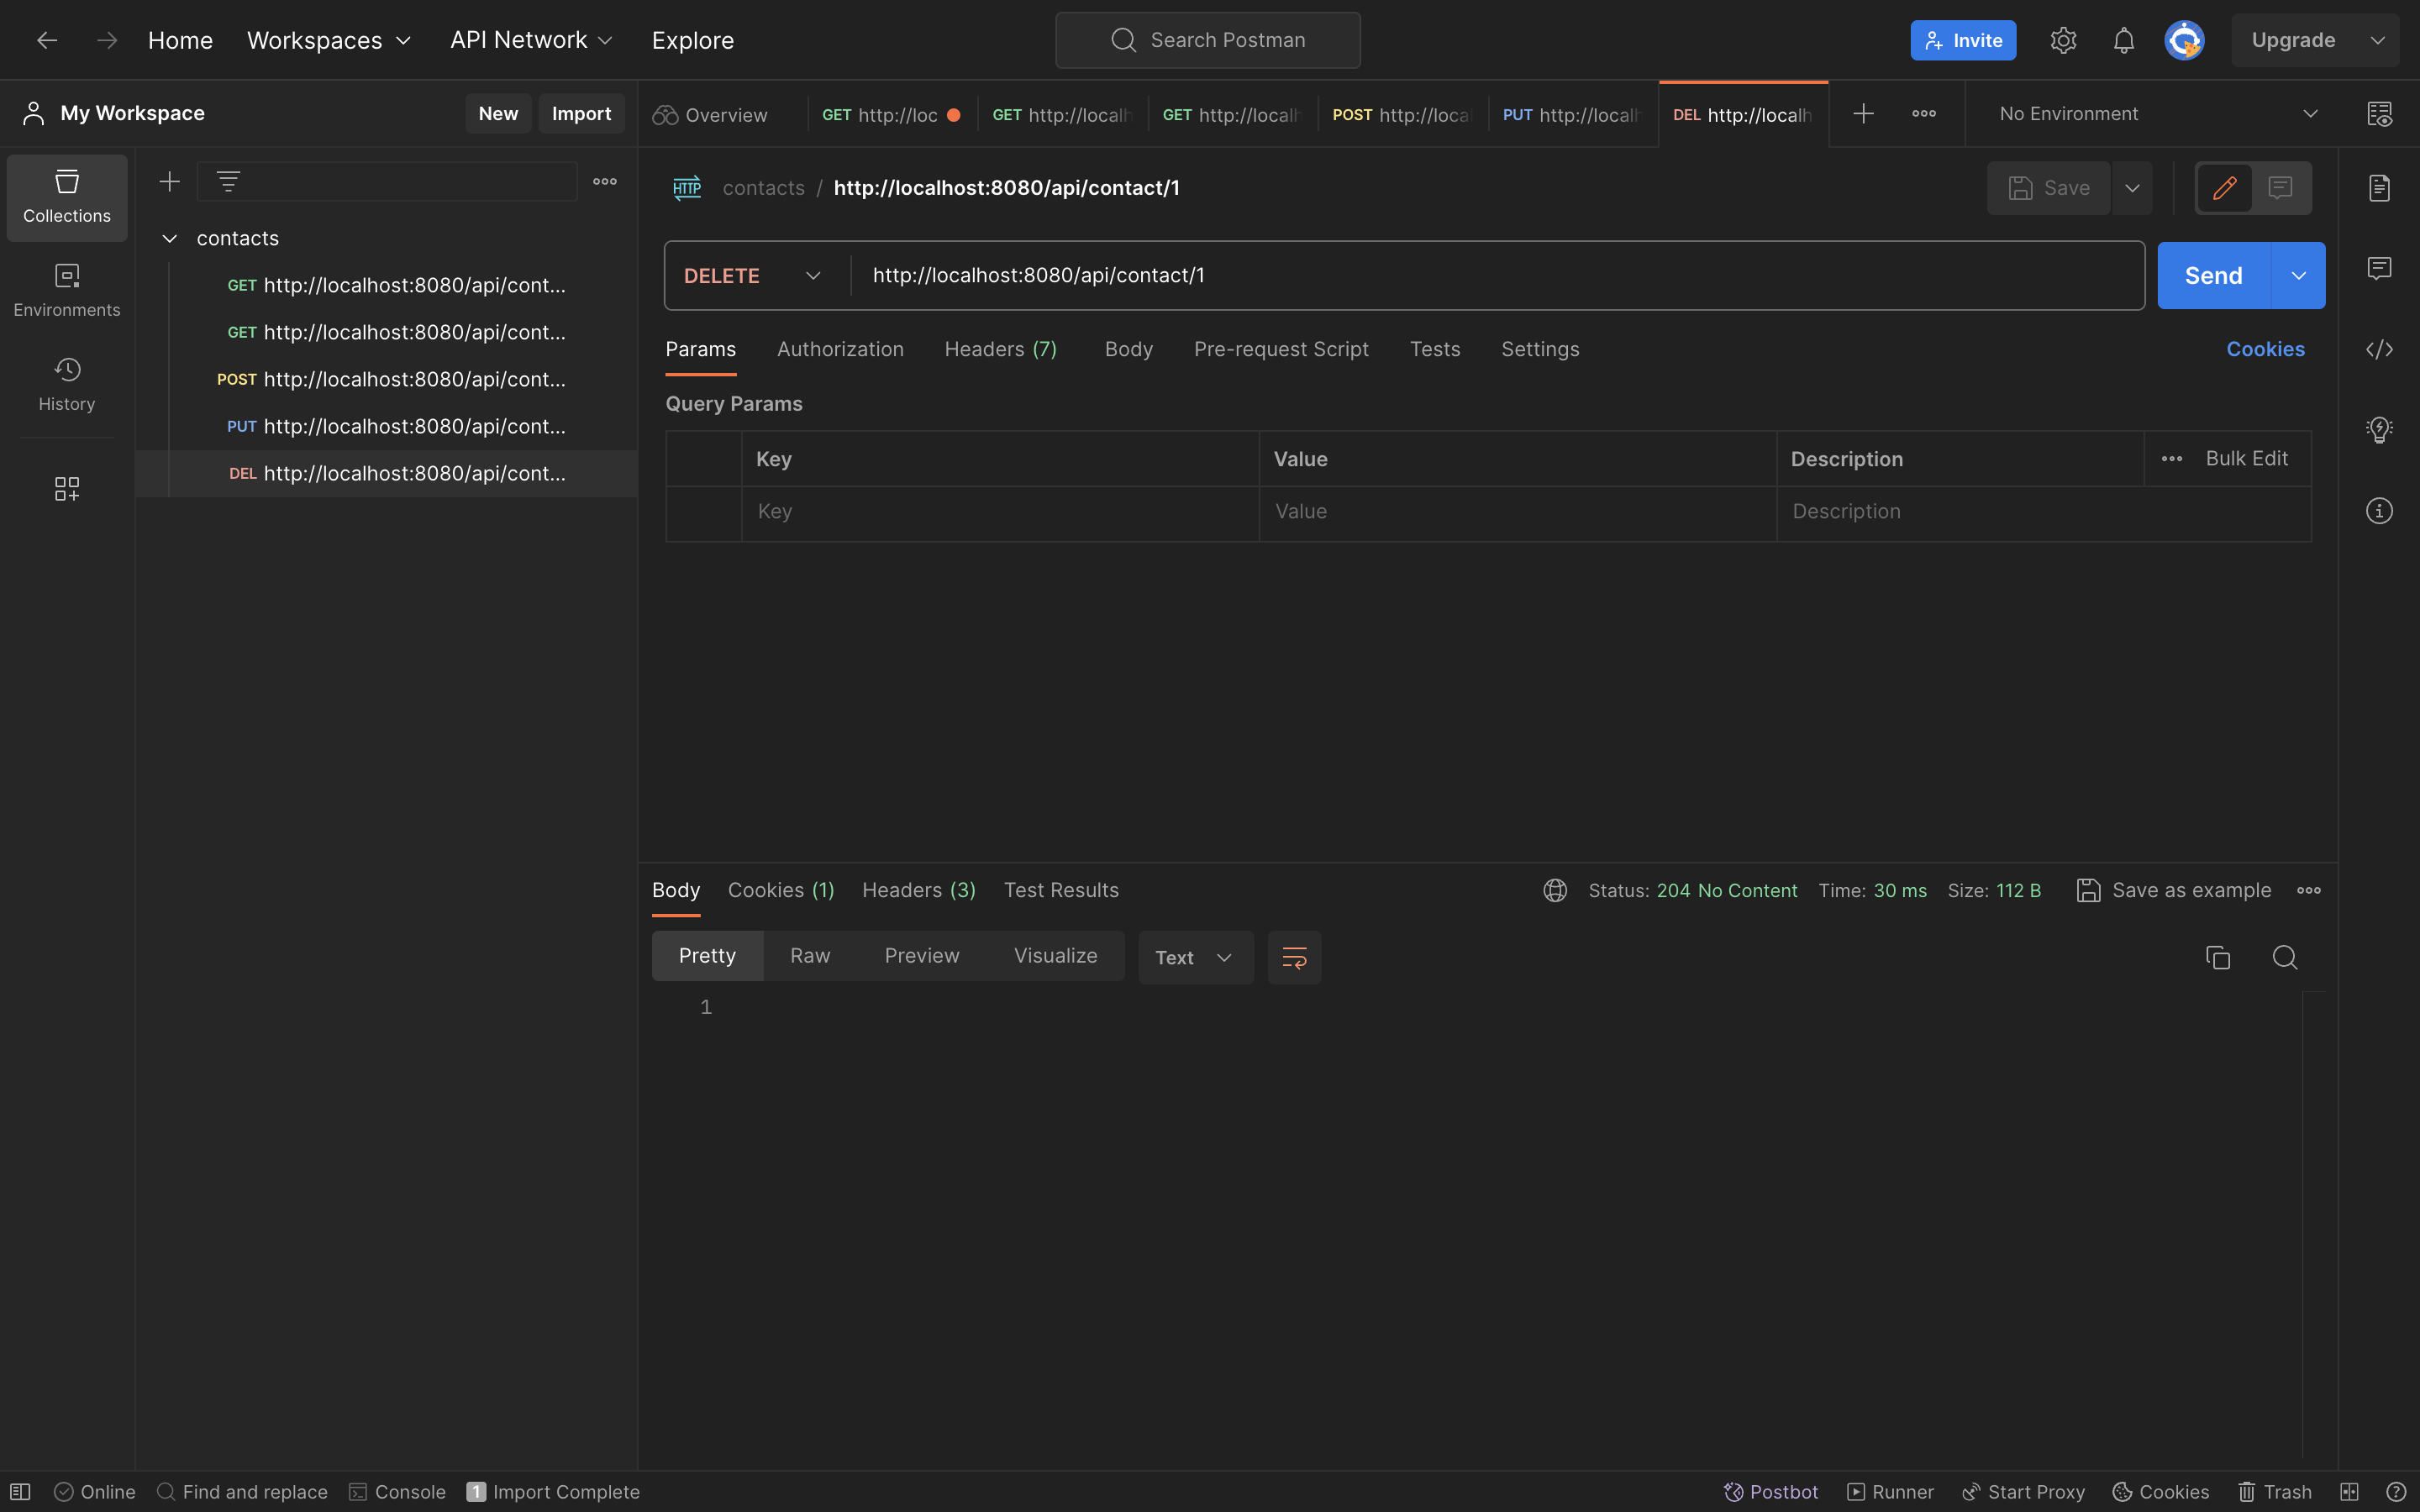 Home Workspaces API Network Explore Search Postman Invite Upgrade
My Workspace New Import
Overview GET http://loc GET http://localh GET http://localh POST http://loca PUT http://localh DEL http://localh No Environment
Collections
Environments
History
contacts
GET http://localhost:8080/api/cont...
GET http://localhost:8080/api/cont...
POST http://localhost:8080/api/cont...
PUT http://localhost:8080/api/cont...
DEL http://localhost:8080/api/cont...
HTTP contacts / http://localhost:8080/api/contact/1 Save
DELETE http://localhost:8080/api/contact/1 Send
Params Authorization Headers (7) Body Pre-request Script Tests Settings Cookies
Query Params
Key Value Description Bulk Edit
Key Value Description
Body Cookies (1) Headers (3) Test Results Status: 204 No Content Time: 30 ms Size: 112 B Save as example
Pretty Raw Preview Visualize Text
1
Online Find and replace Console 1 Import Complete Postbot Runner Start Proxy Cookies Trash